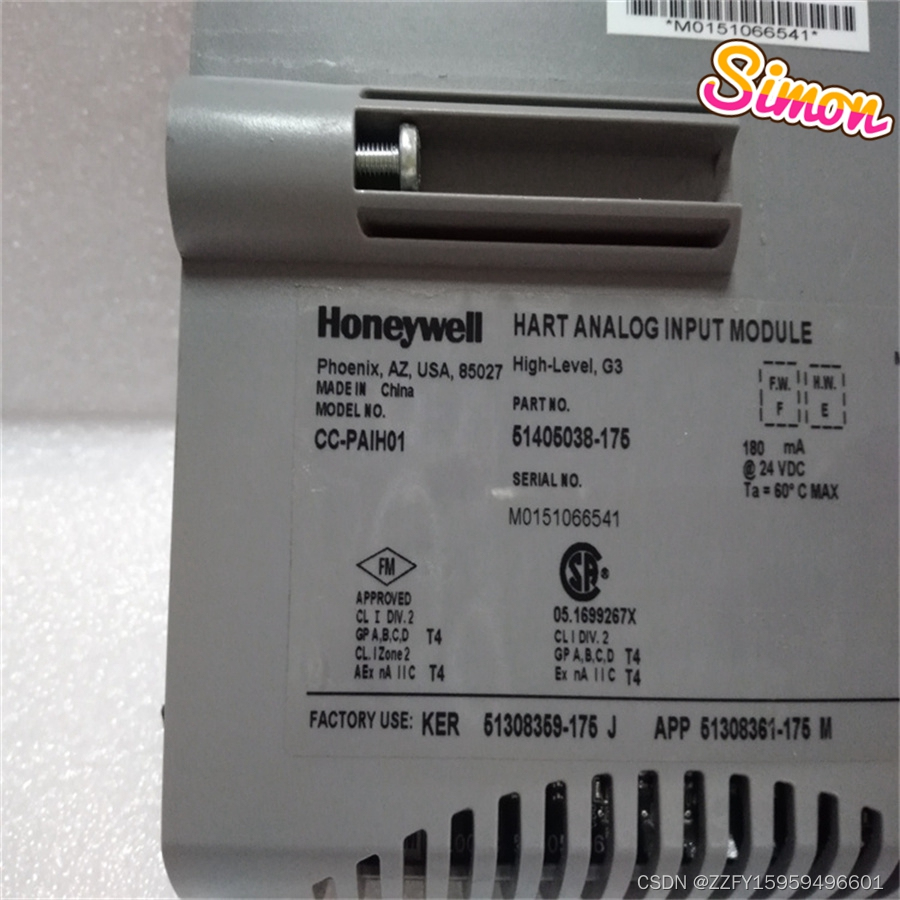 *M0151066541*
Simon
Honeywell
HART ANALOG INPUT MODULE
Phoenix, AZ, USA, 85027
High-Level, G3
MADE IN China
MODEL NO.
PART NO.
F.W. H.W.
F E
CC-PAIH01
51405038-175
180 mA
@ 24 VDC
Ta = 60° C MAX
SERIAL NO.
M0151066541
FM
APPROVED
CL I DIV. 2
GP A,B,C,D T4
CL.I Zone 2
AEx nA IIC T4
SA®
05.1699267X
CL I DIV. 2
GP A,B,C,D T4
Ex nA IIC T4
FACTORY USE: KER 51308359-175 J APP 51308361-175 M
CSDN @ZZFY15959496601